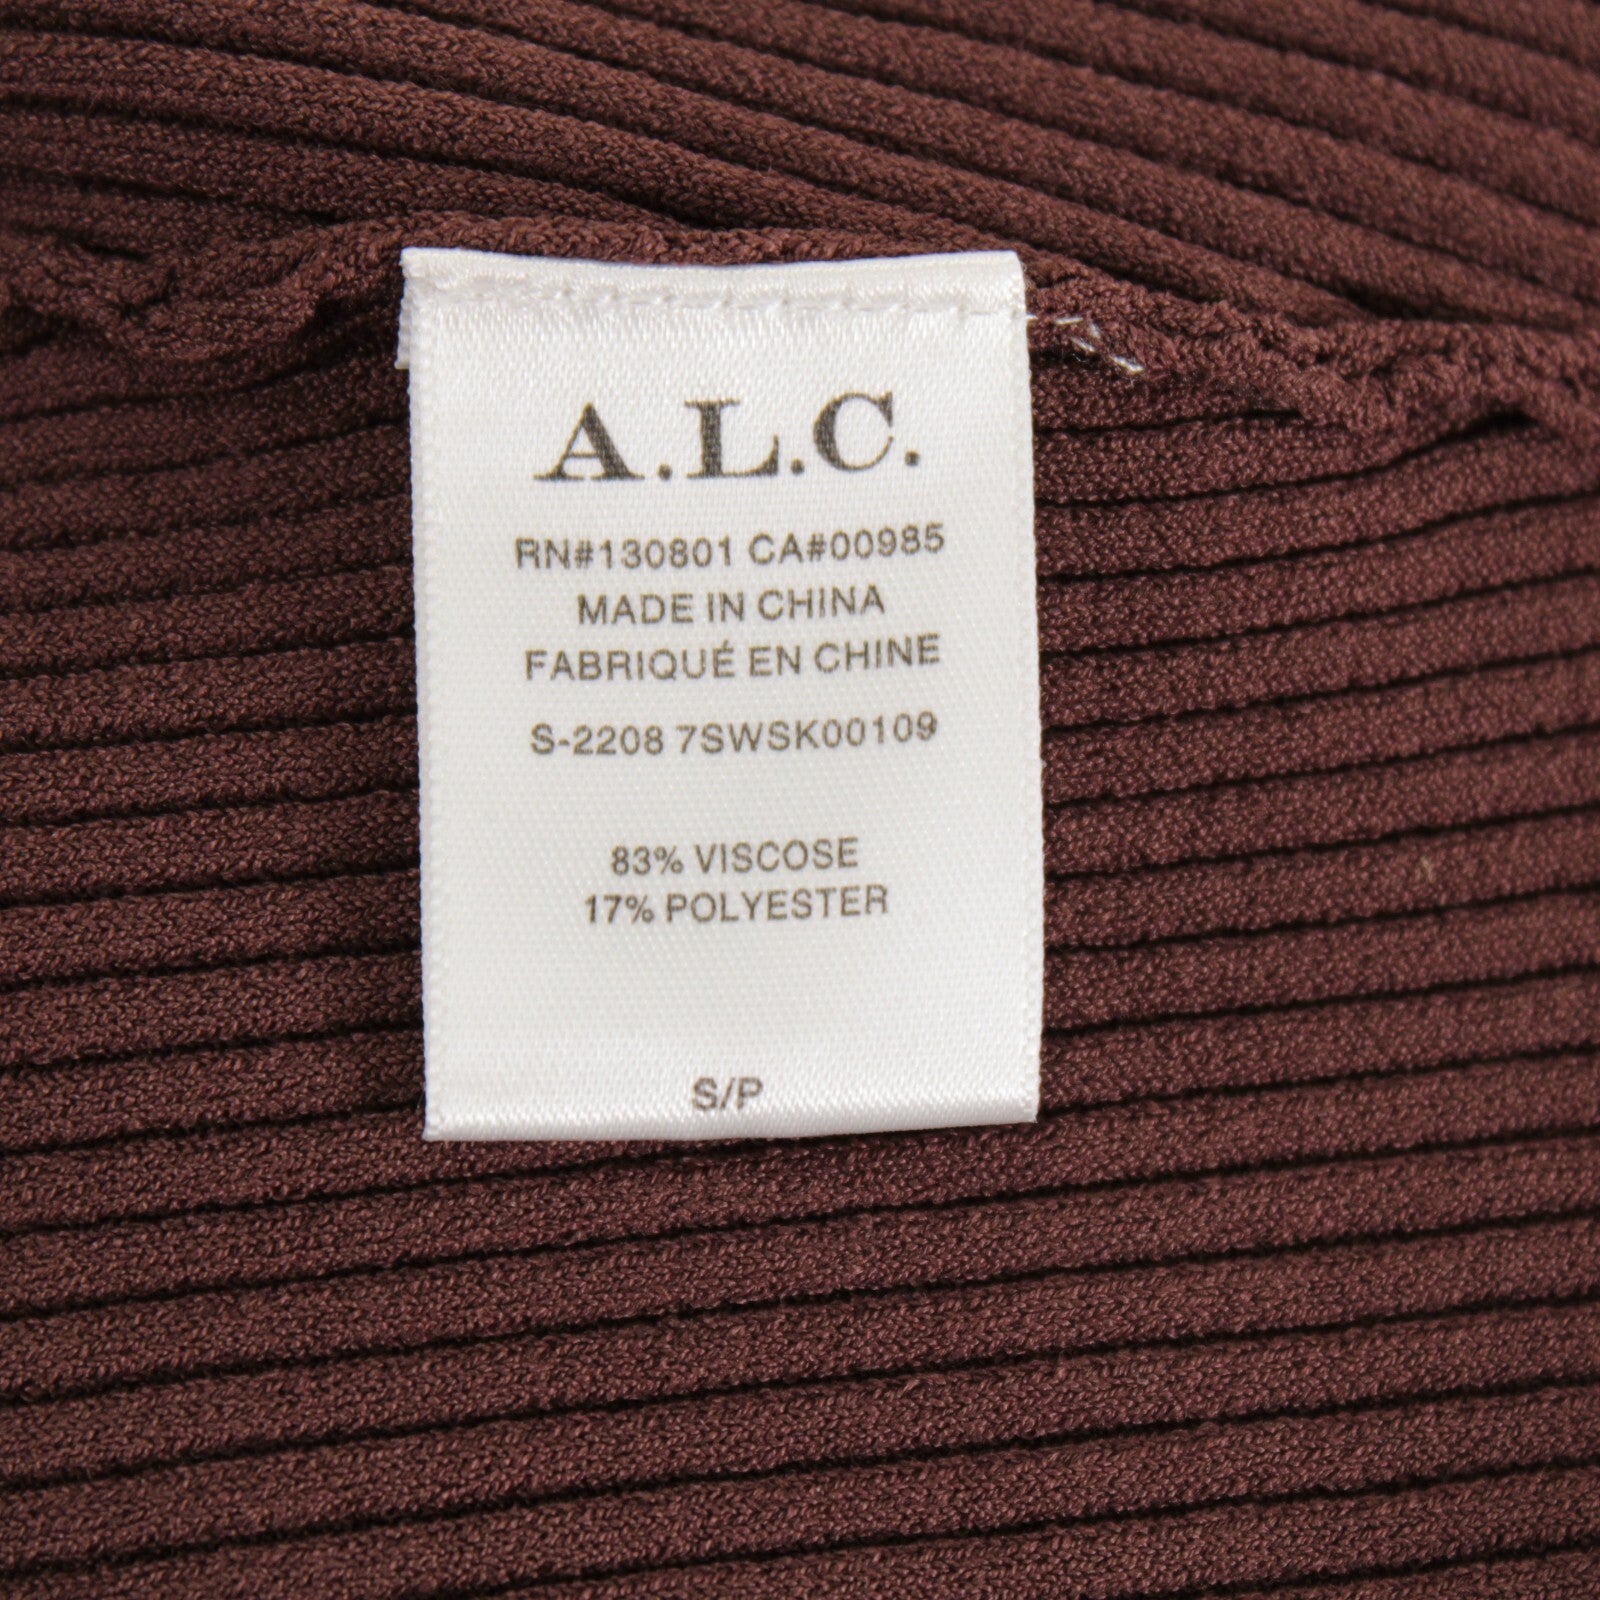 A.L.C.
RN#130801 CA#00985
MADE IN CHINA
FABRIQUÉ EN CHINE
S-2208 7SWSK00109
83% VISCOSE
17% POLYESTER
S/P